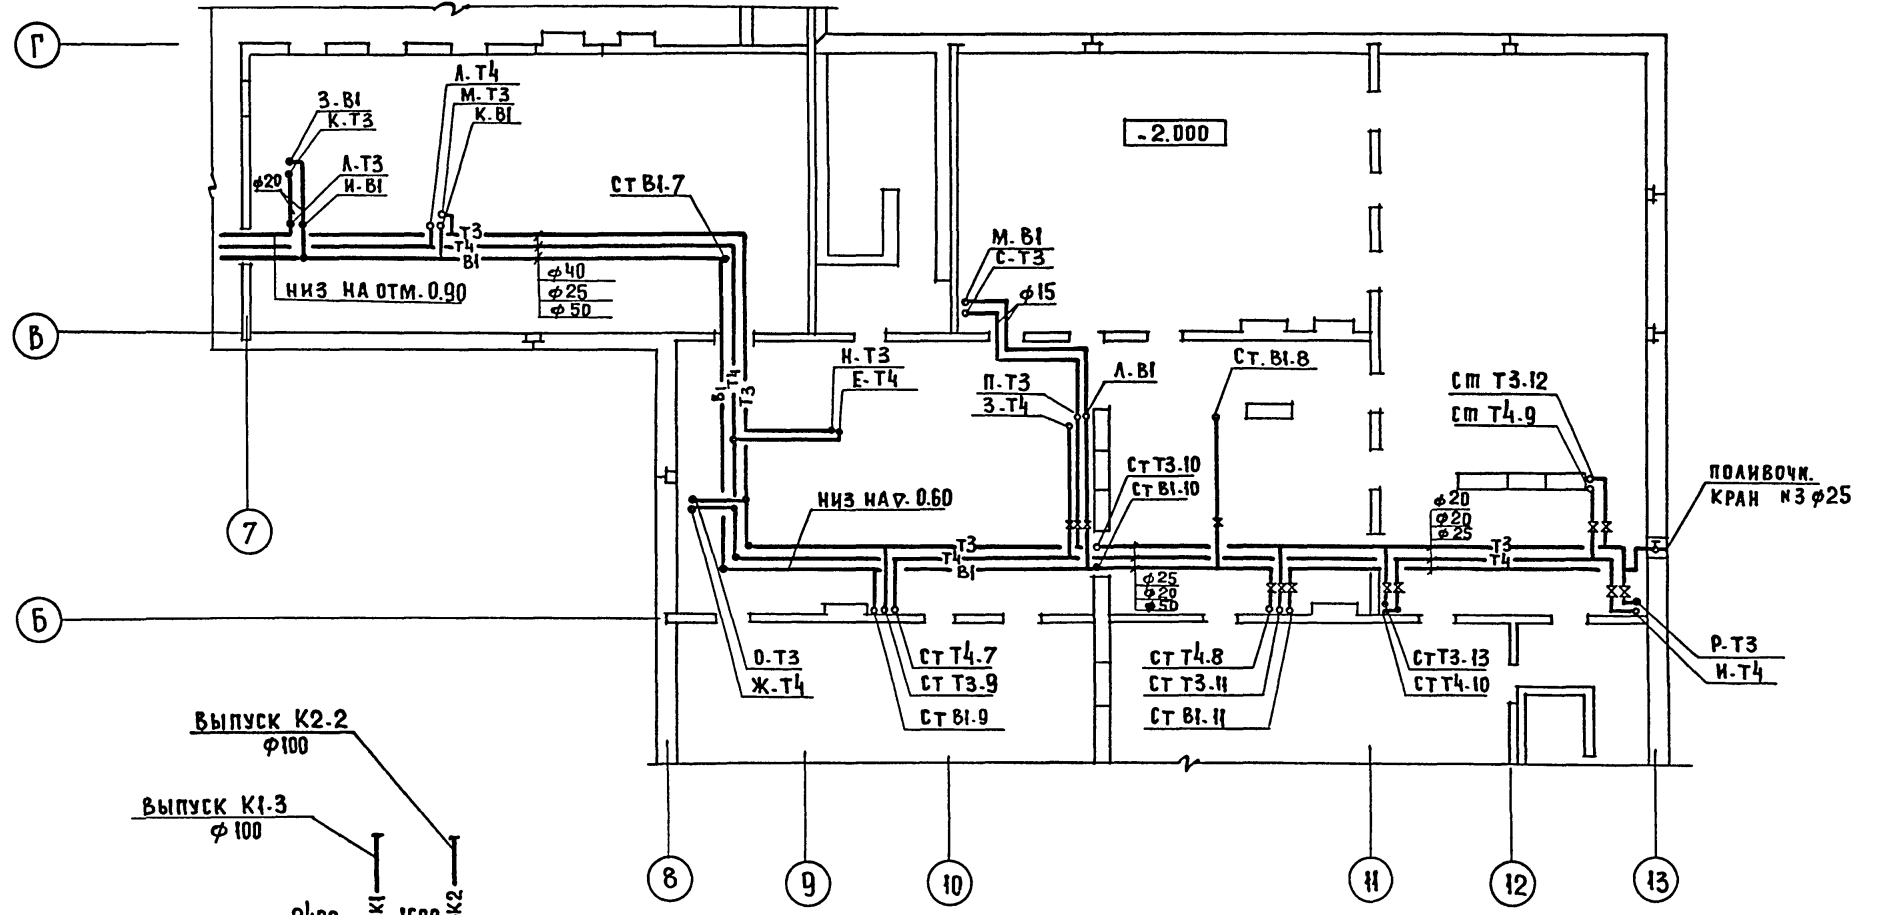 Г
Л.Т4
М.Т3
К.В1
З.В1
К.Т3
Л.Т3
И.В1
ф20
Ст В1.7
-2.000
Т3
Т4
В1
ф40
ф25
ф50
НИЗ НА ОТМ. 0.90
М.В1
С.Т3
ф15
В
Н.Т3
Е.Т4
В1
Т4
Т3
П.Т3
З.Т4
Л.В1
Ст. В1.8
Ст Т3.12
Ст Т4.9
Ст Т3.10
Ст В1.10
НИЗ НА ▽. 0.60
ПОЛИВОЧН.
КРАН N3 ф25
ф20
ф20
ф25
7
Т3
Т4
В1
Т3
Т4
ф25
ф20
ф50
Б
О.Т3
Ж.Т4
Ст Т4.7
Ст Т3.9
Ст В1.9
Ст Т4.8
Ст Т3.11
Ст В1.11
Ст Т3.13
Ст Т4.10
Р.Т3
И.Т4
ВЫПУСК К2.2
ф100
ВЫПУСК К1.3
ф100
К1
К2
8
9
10
11
12
13